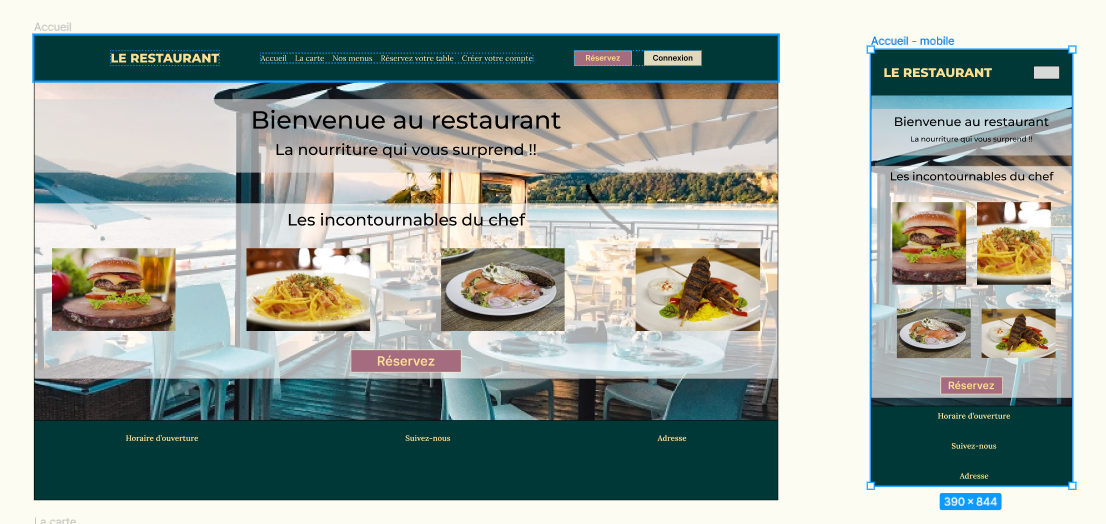 Accueil
LE RESTAURANT
Accueil La carte Nos menus Réservez votre table Créer votre compte
Réservez
Connexion
Bienvenue au restaurant
La nourriture qui vous surprend !!
Les incontournables du chef
Réservez
Horaire d'ouverture
Suivez-nous
Adresse
La carte
Accueil - mobile
LE RESTAURANT
Bienvenue au restaurant
La nourriture qui vous surprend !!
Les incontournables du chef
Réservez
Horaire d'ouverture
Suivez-nous
Adresse
390 × 844